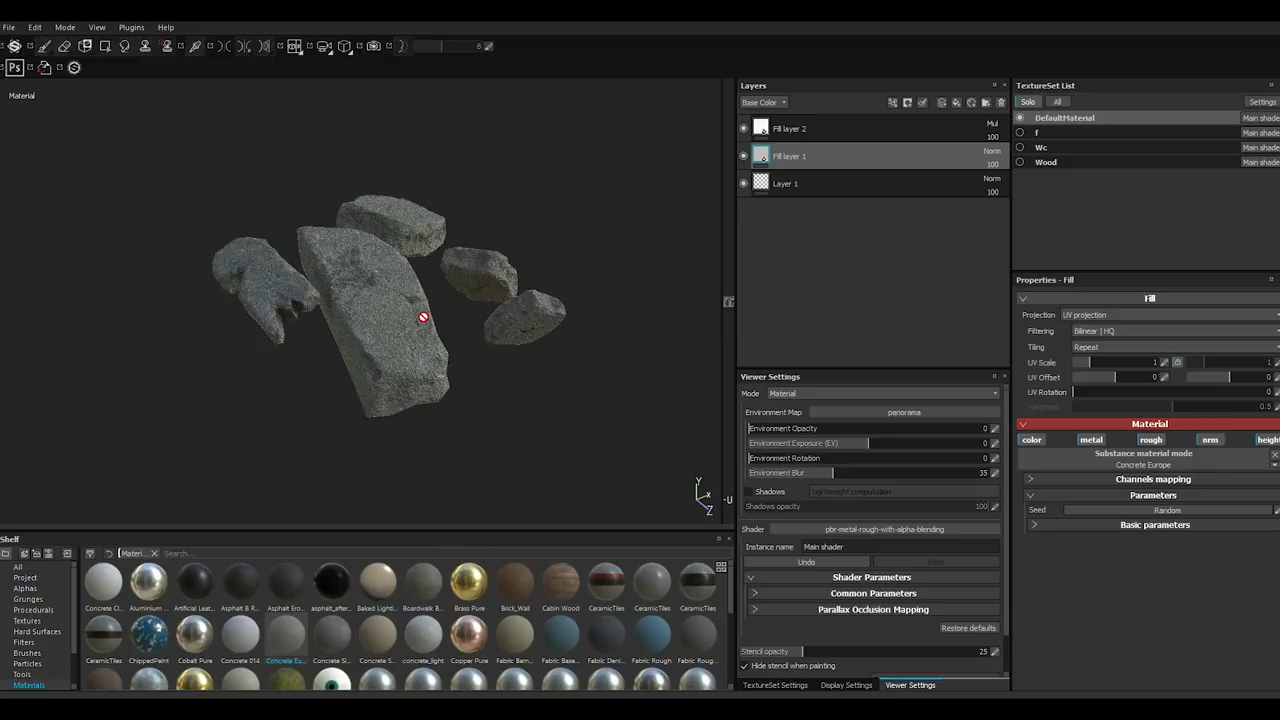 File Edit Mode View Plugins Help
8
Ps
Material
Layers
Base Color
Fill layer 2 Mul
100
Fill layer 1 Norm
100
Layer 1 Norm
100
TextureSet List
Solo All Settings
DefaultMaterial Main shade
f Main shade
Wc Main shade
Wood Main shade
Properties - Fill
Fill
Projection UV projection
Filtering Bilinear | HQ
Tiling Repeat
UV Scale 1 1
UV Offset 0 0
UV Rotation 0
Hardness 0.5
Material
color metal rough nrm height
Substance material mode
Concrete Europe
Channels mapping
Parameters
Seed Random
Basic parameters
Viewer Settings
Mode Material
Environment Map panorama
Environment Opacity 0
Environment Exposure (EV) 0
Environment Rotation 0
Environment Blur 35
Shadows Lightweight computation
Shadows opacity 100
Shader pbr-metal-rough-with-alpha-blending
Instance name Main shader
Undo Redo
Shader Parameters
Common Parameters
Parallax Occlusion Mapping
Restore defaults
Stencil opacity 25
Hide stencil when painting
TextureSet Settings Display Settings Viewer Settings
Y
X
Z
-U
Shelf
Materi... Search...
All
Project
Alphas
Grunges
Procedurals
Textures
Hard Surfaces
Filters
Brushes
Particles
Tools
Materials
Concrete Cl... Aluminium ... Artificial Leat... Asphalt B R... Asphalt Ero... asphalt_after... Baked Lighti... Boardwalk B... Brass Pure Brick_Wall Cabin Wood CeramicTiles CeramicTiles... CeramicTiles...
CeramicTiles... ChippedPaint Cobalt Pure Concrete 014 Concrete Eu... Concrete Si... Concrete S... concrete_light Copper Pure Fabric Bam... Fabric Base... Fabric Deni... Fabric Rough Fabric Roug...